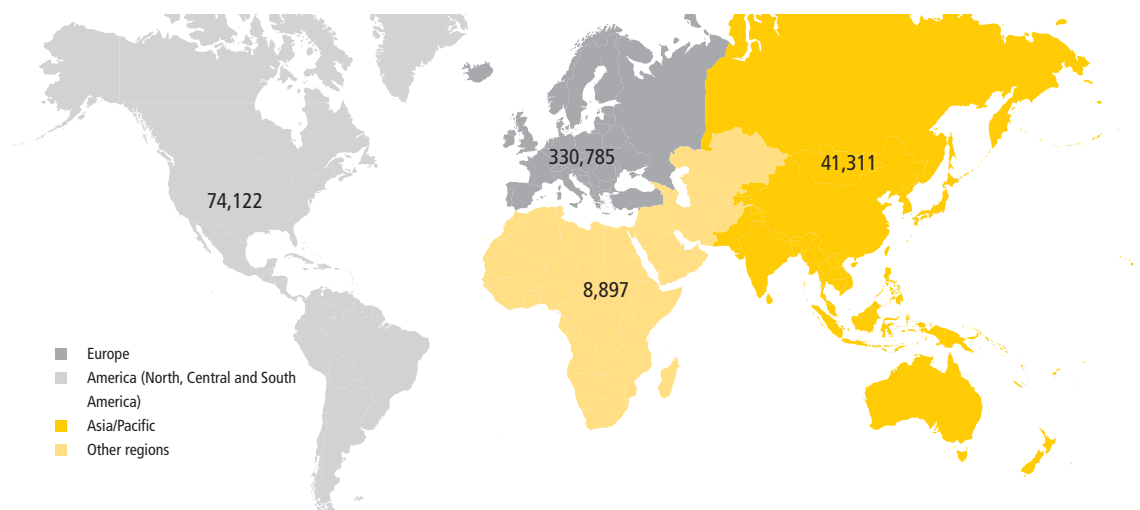 330,785
41,311
74,122
8,897
Europe
America (North, Central and South
America)
Asia/Pacific
Other regions